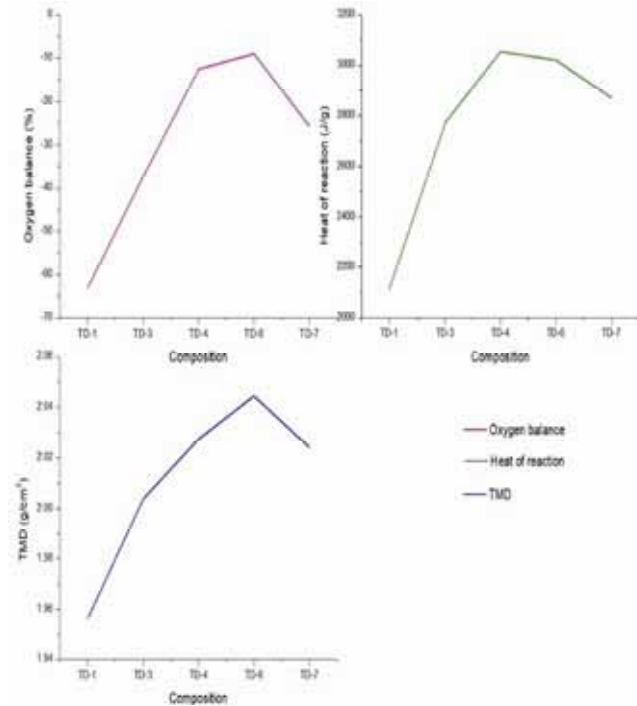 0
-10
-20
-30
-40
-50
-60
-70
Oxygen balance (%)
TD-1 TD-3 TD-4 TD-6 TD-7
Composition
3200
3000
2800
2600
2400
2200
2000
Heat of reaction (J/g)
TD-1 TD-3 TD-4 TD-6 TD-7
Composition
2.06
2.04
2.02
2.00
1.98
1.96
1.94
TMD (g/cm³)
TD-1 TD-3 TD-4 TD-6 TD-7
Composition
Oxygen balance
Heat of reaction
TMD